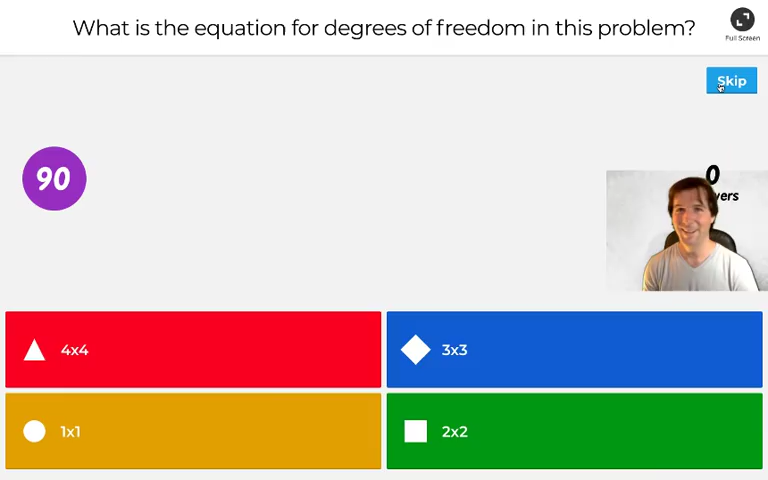 What is the equation for degrees of freedom in this problem?
Full Screen
Skip
90
0
4x4
3x3
1x1
2x2